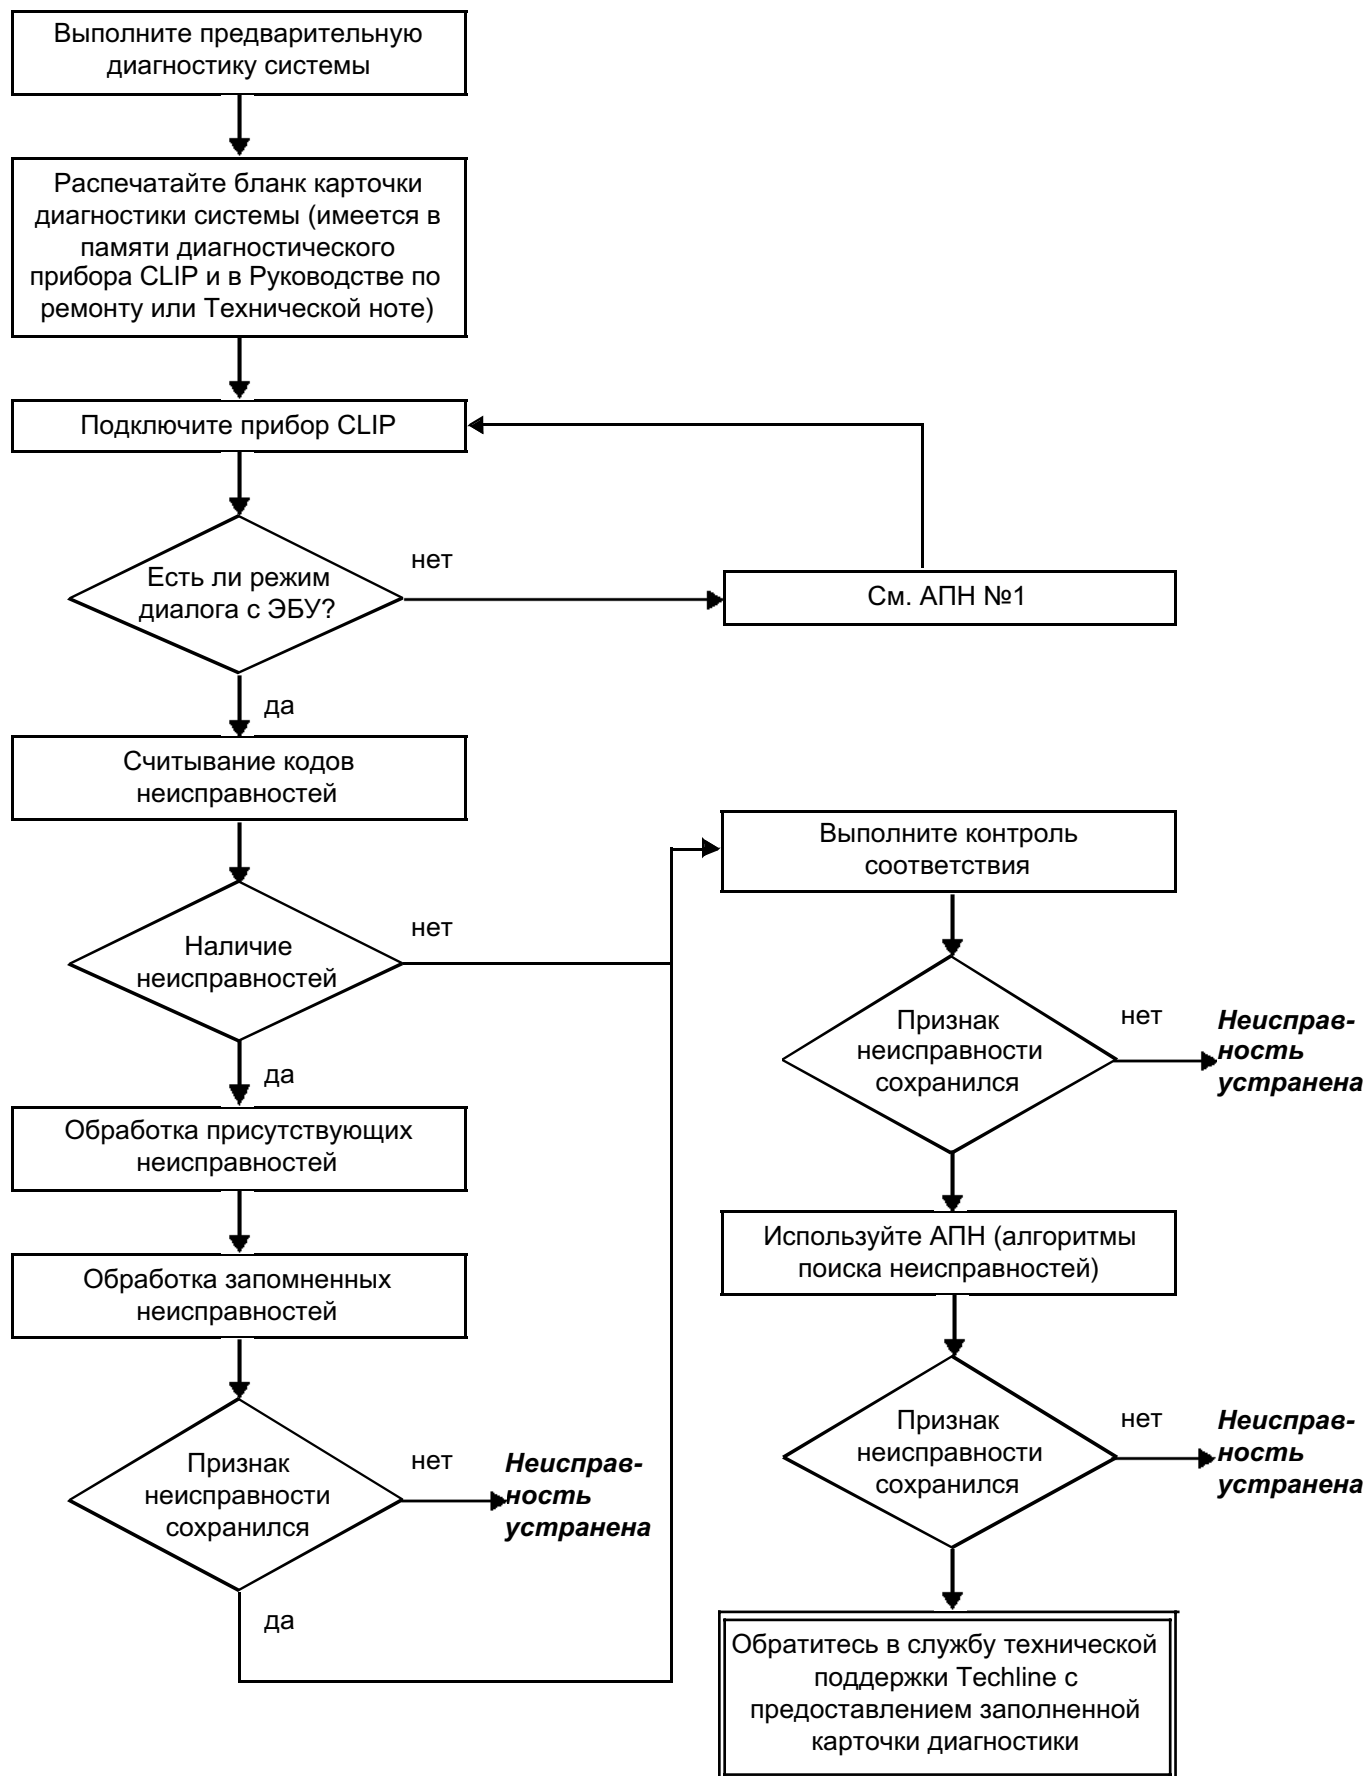 Выполните предварительную
диагностику системы
Распечатайте бланк карточки
диагностики системы (имеется в
памяти диагностического
прибора CLIP и в Руководстве по
ремонту или Технической ноте)
Подключите прибор CLIP
Есть ли режим
диалога с ЭБУ?
нет
См. АПН №1
да
Считывание кодов
неисправностей
Наличие
неисправностей
нет
да
Обработка присутствующих
неисправностей
Обработка запомненных
неисправностей
Признак
неисправности
сохранился
нет
Неисправ-
ность
устранена
да
Выполните контроль
соответствия
Признак
неисправности
сохранился
нет
Неисправ-
ность
устранена
Используйте АПН (алгоритмы
поиска неисправностей)
Признак
неисправности
сохранился
нет
Неисправ-
ность
устранена
Обратитесь в службу технической
поддержки Techline с
предоставлением заполненной
карточки диагностики